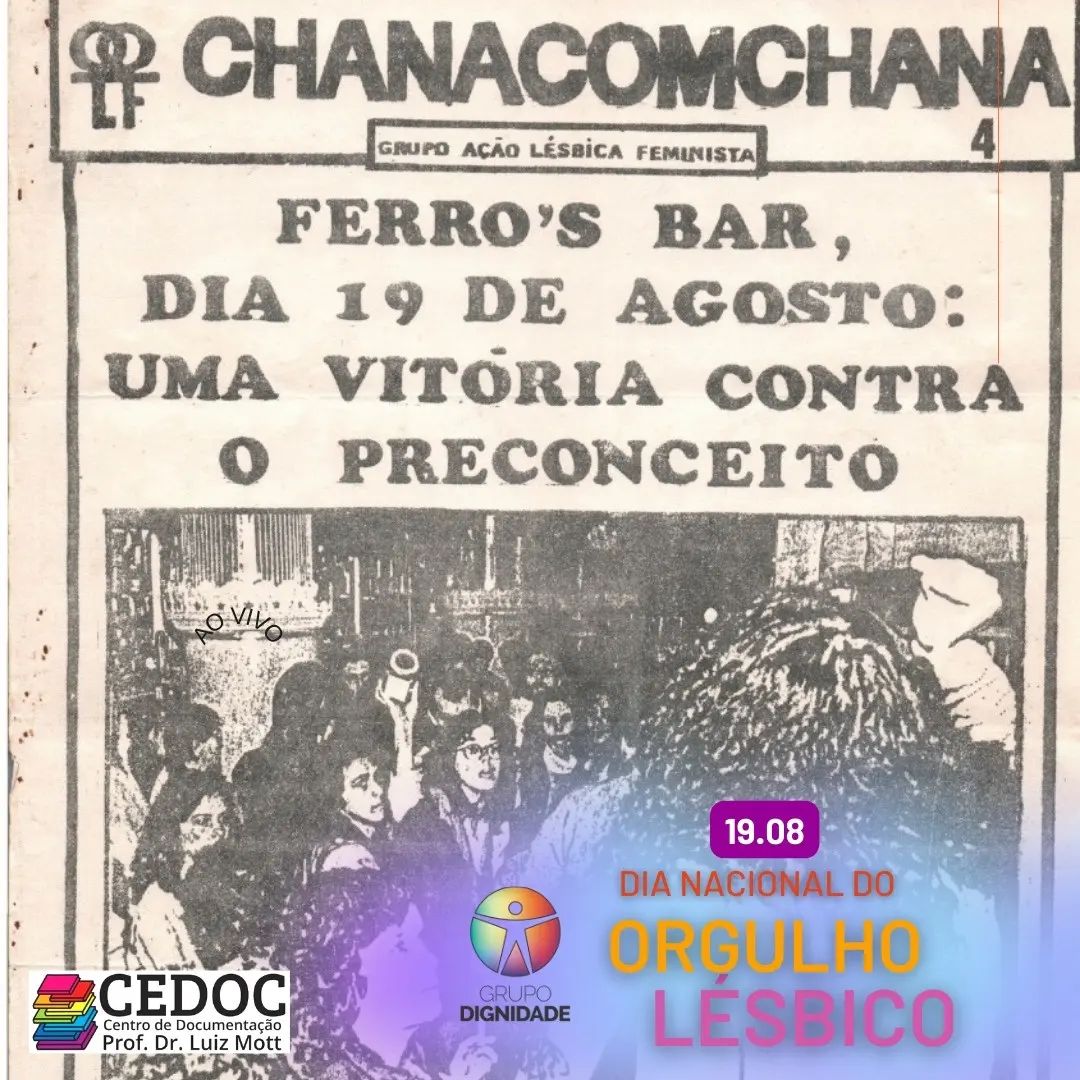 LF
CHANACOMCHANA
GRUPO AÇÃO LÉSBICA FEMINISTA
4
FERRO'S BAR,
DIA 19 DE AGOSTO:
UMA VITÓRIA CONTRA
O PRECONCEITO
AO VIVO
19.08
DIA NACIONAL DO
ORGULHO
LÉSBICO
GRUPO
DIGNIDADE
CEDOC
Centro de Documentação
Prof. Dr. Luiz Mott